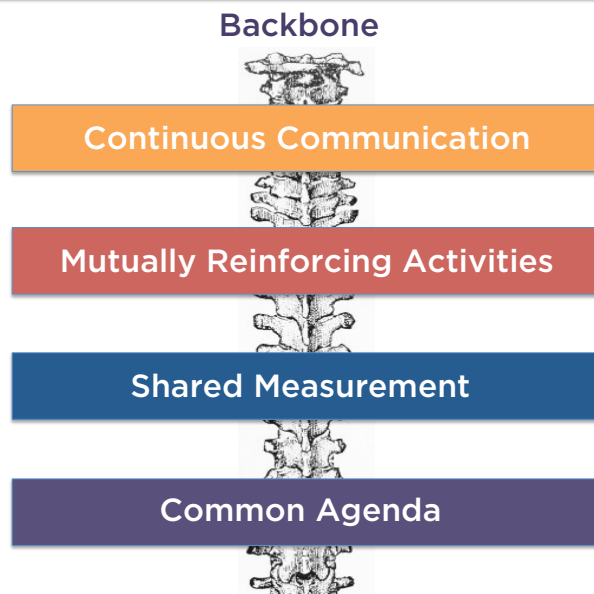 Backbone
Continuous Communication
Mutually Reinforcing Activities
Shared Measurement
Common Agenda